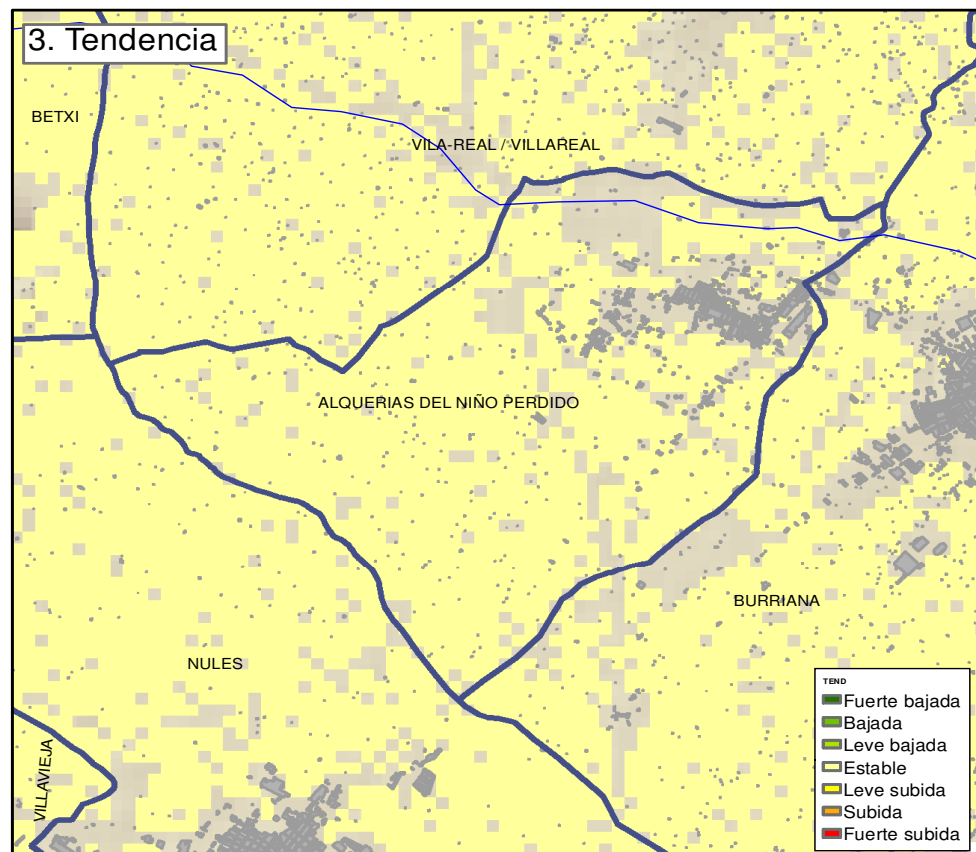 3. Tendencia
BETXI
VILA-REAL / VILLAREAL
ALQUERIAS DEL NIÑO PERDIDO
BURRIANA
NULES
VILLAVIEJA
TEND
Fuerte bajada
Bajada
Leve bajada
Estable
Leve subida
Subida
Fuerte subida